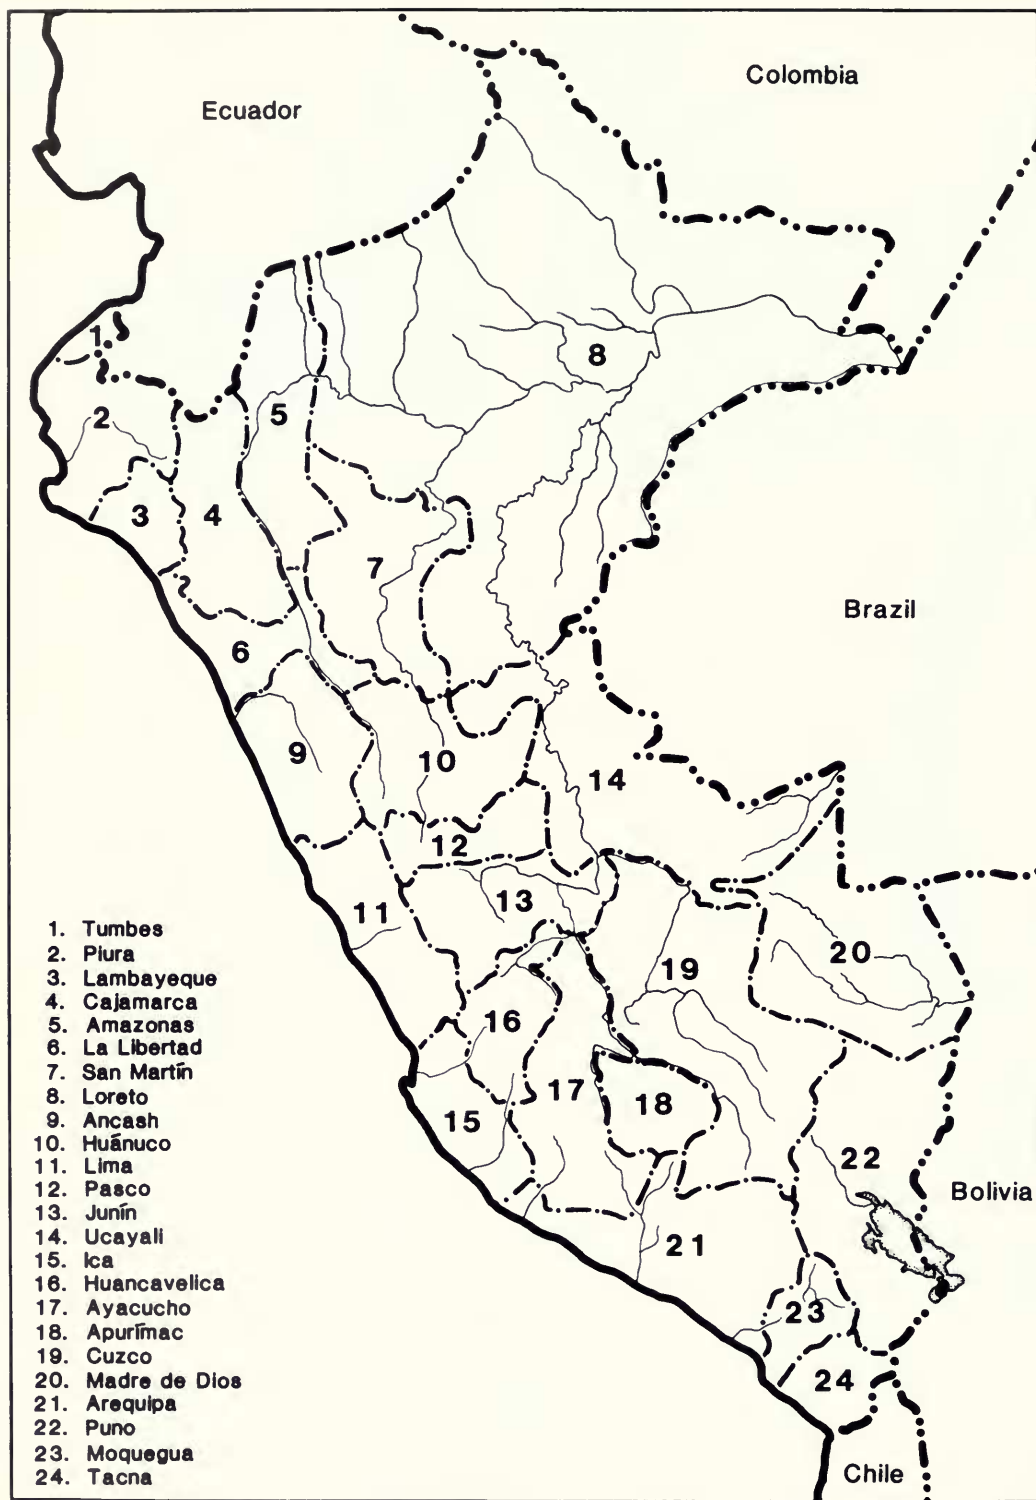 Colombia
Ecuador
1
8
2
5
3
4
7
Brazil
6
9
10
14
12
13
11
20
19
16
17
18
15
22
Bolivia
21
23
24
Chile
1. Tumbes
2. Piura
3. Lambayeque
4. Cajamarca
5. Amazonas
6. La Libertad
7. San Martín
8. Loreto
9. Ancash
10. Huánuco
11. Lima
12. Pasco
13. Junín
14. Ucayali
15. Ica
16. Huancavelica
17. Ayacucho
18. Apurímac
19. Cuzco
20. Madre de Dios
21. Arequipa
22. Puno
23. Moquegua
24. Tacna